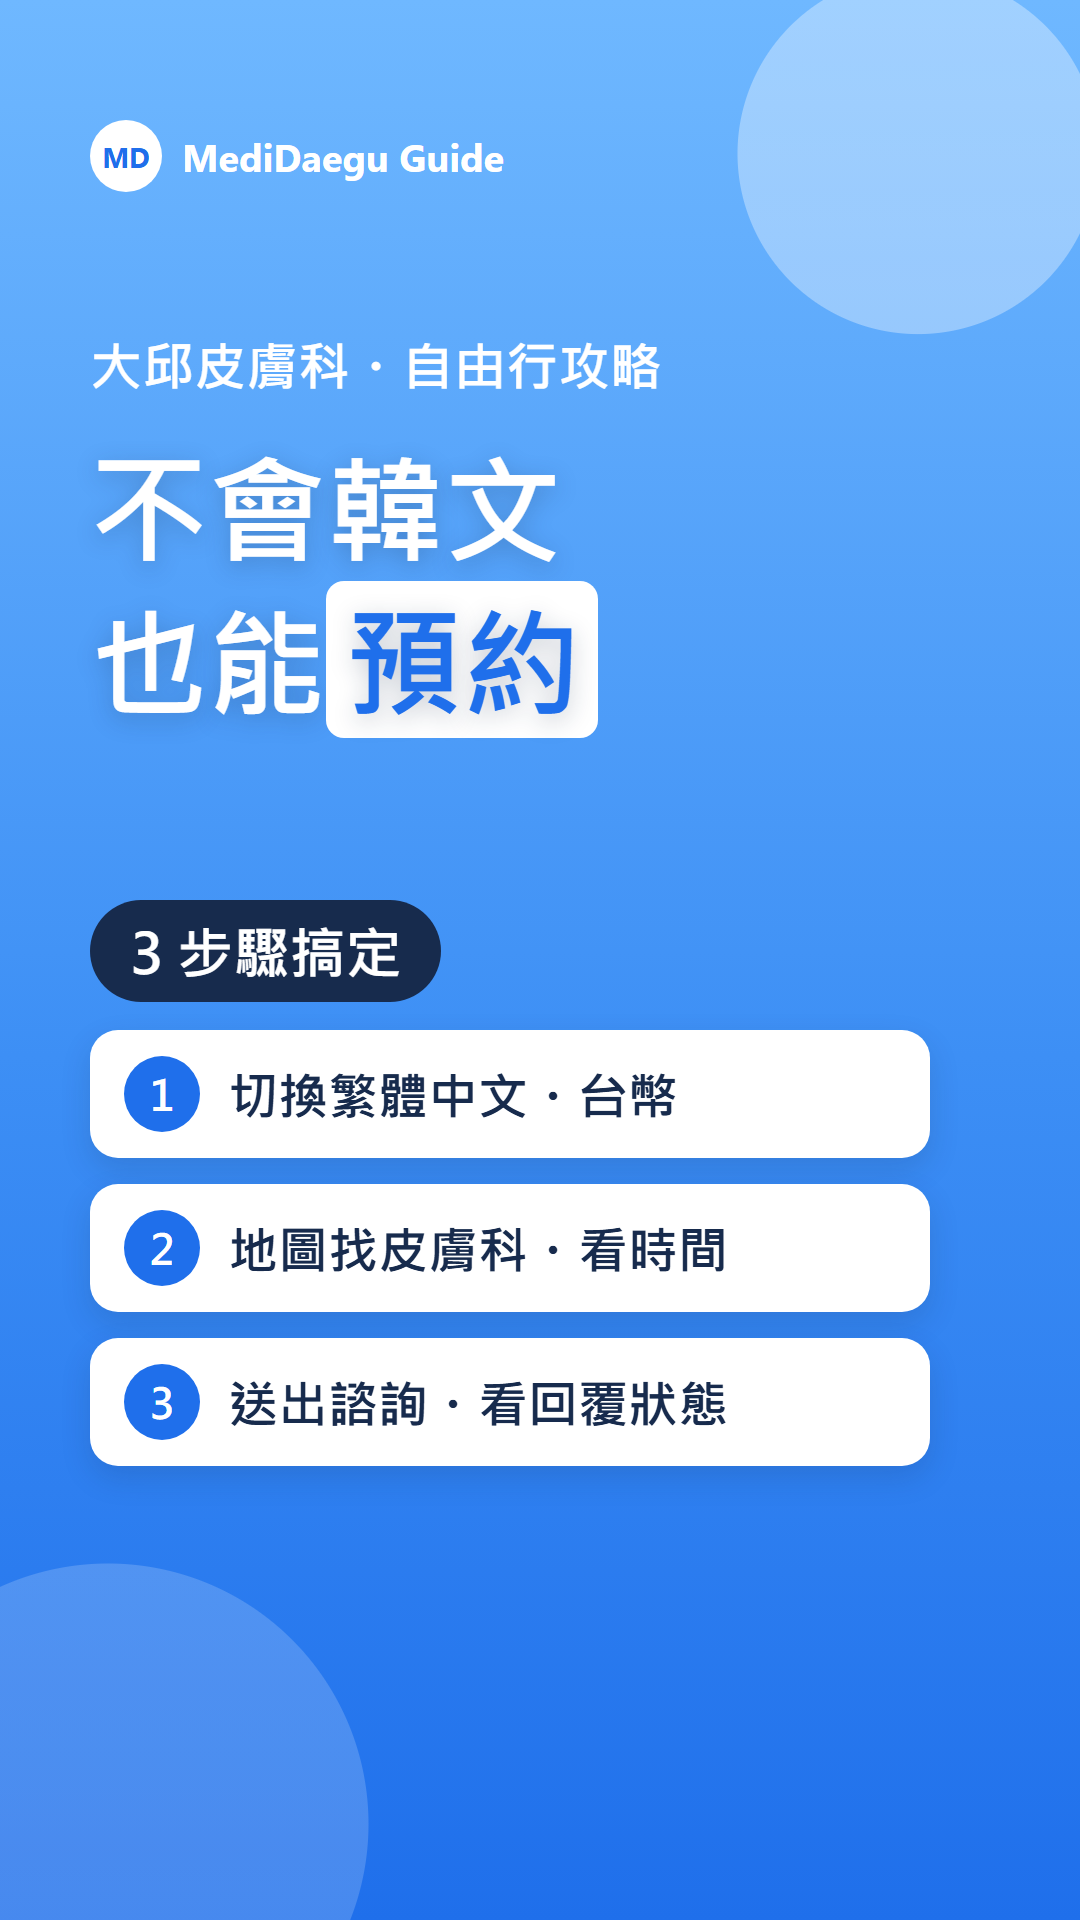 MD MediDaegu Guide
大邱皮膚科·自由行攻略
不會韓文
也能預約
3 步驟搞定
1 切換繁體中文·台幣
2 地圖找皮膚科·看時間
3 送出諮詢·看回覆狀態